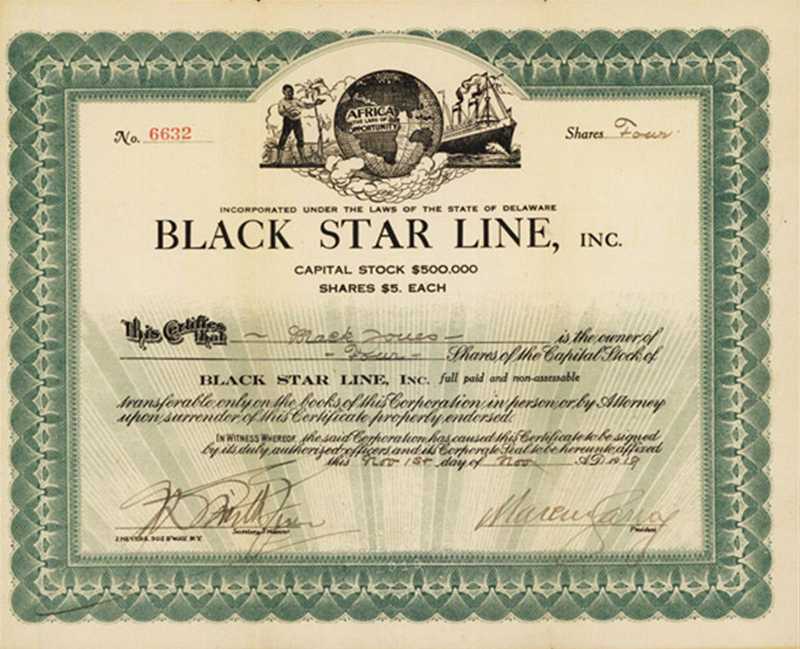 No. 6632
Shares Four
AFRICA
THE LAND OF
OPPORTUNITY
INCORPORATED UNDER THE LAWS OF THE STATE OF DELAWARE
BLACK STAR LINE, INC.
CAPITAL STOCK $500,000
SHARES $5. EACH
This Certifies that ~ Mack Jones – is the owner of
- Four - Shares of the Capital Stock of
BLACK STAR LINE, INC. full paid and non-assessable
transferable only on the books of this Corporation in person or by Attorney
upon surrender of this Certificate properly endorsed.
IN WITNESS WHEREOF, the said Corporation has caused this Certificate to be signed
by its duly authorized officers and its Corporate Seal to be hereunto affixed
this Nov 1st day of Nov A.D. 1919
Marcus Garvey
Secretary Treasurer
President